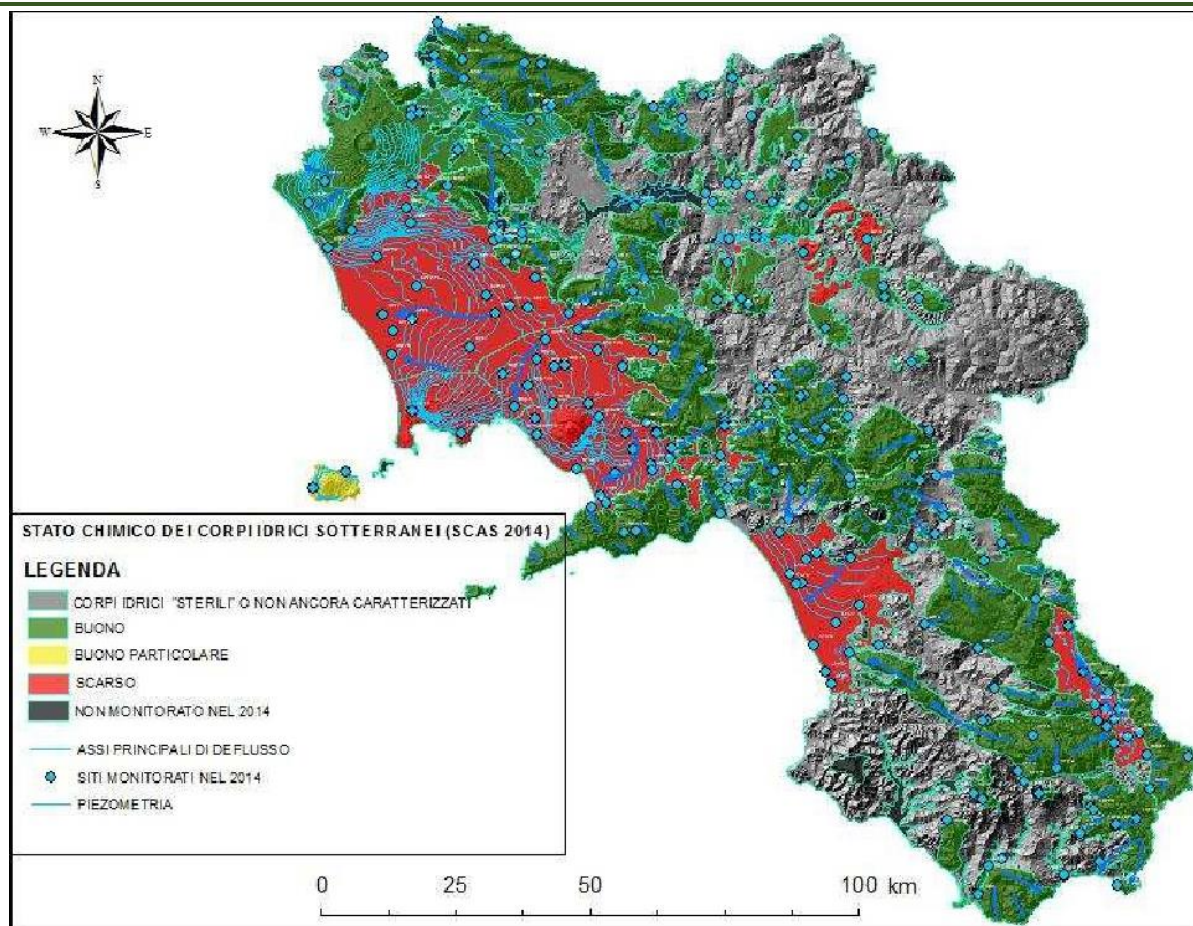 N
W E
S
STATO CHIMICO DEI CORPI IDRICI SOTTERRANEI (SCAS 2014)
LEGENDA
CORPI IDRICI "STERILI" O NON ANCORA CARATTERIZZATI
BUONO
BUONO PARTICOLARE
SCARSO
NON MONITORATO NEL 2014
ASSI PRINCIPALI DI DEFLUSSO
SITI MONITORATI NEL 2014
PIEZOMETRIA
0 25 50 100 km